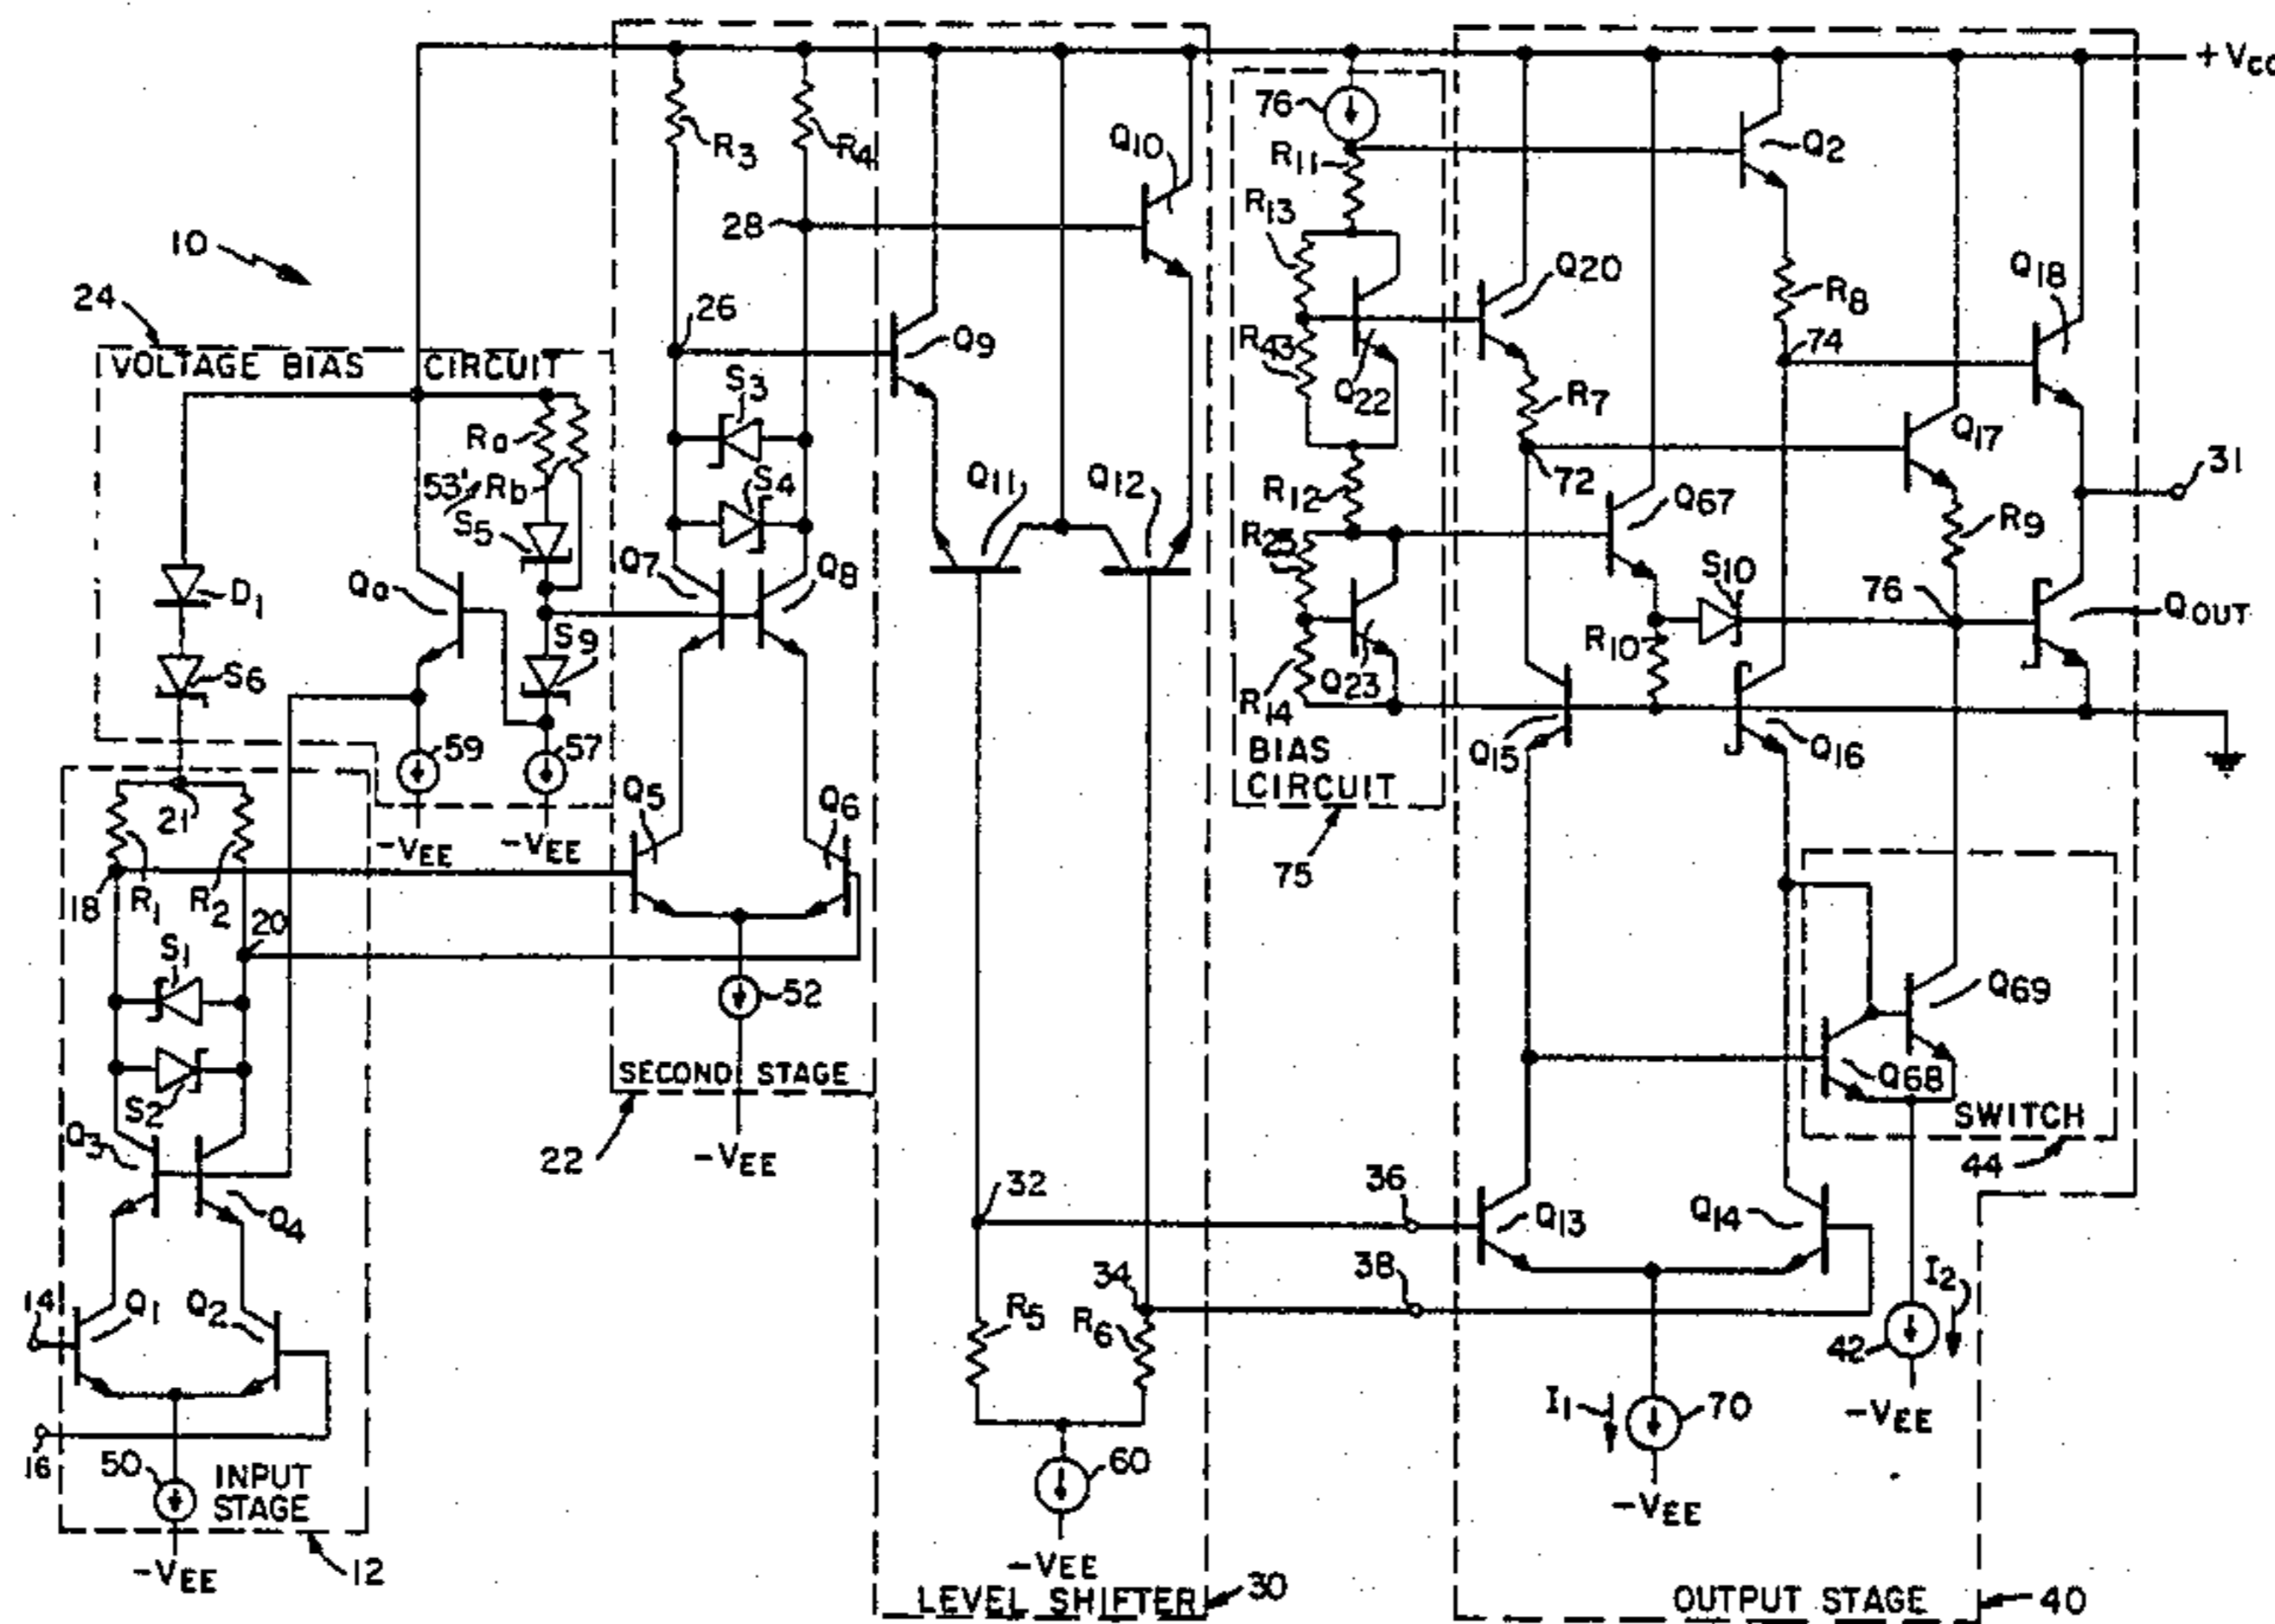 +VCC
10
24
VOLTAGE BIAS CIRCUIT
R3
R4
Q10
28
26
Q9
S3
S4
Q7
Q8
Ra
53'
Rb
S5
D1
S6
Qa
S9
59
57
-VEE
-VEE
21
18
R1
R2
20
S1
S2
Q3
Q4
14
Q1
Q2
16
50
INPUT
STAGE
-VEE
12
Q5
Q6
52
SECOND STAGE
22
-VEE
Q11
Q12
32
34
R5
R6
60
-VEE
LEVEL SHIFTER
30
76
R11
R13
R43
Q22
R12
R25
R14
Q23
BIAS
CIRCUIT
75
Q2
Q20
R8
Q18
74
R7
72
Q17
31
Q67
R9
S10
76
R10
QOUT
Q15
Q16
Q69
Q68
SWITCH
44
36
Q13
Q14
38
I2
42
-VEE
I1
70
-VEE
OUTPUT STAGE
40